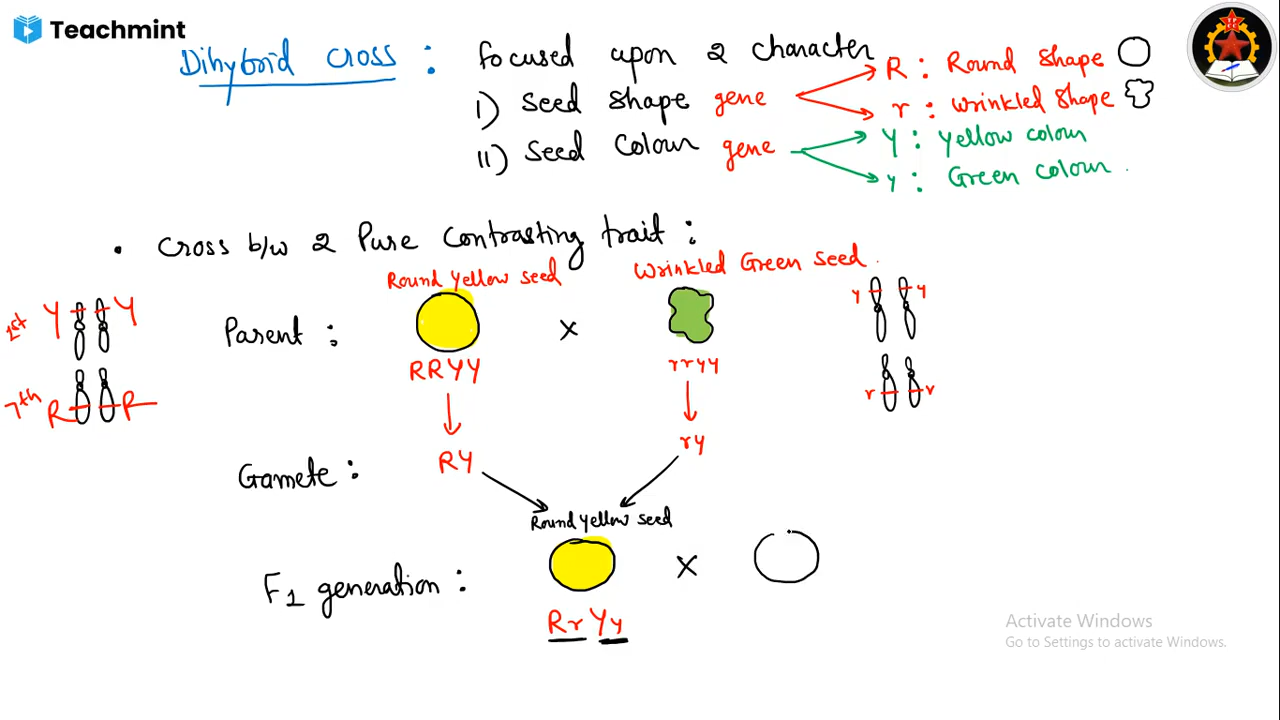 Teachmint
Dihybrid cross : focused upon 2 character
I) Seed Shape gene
R : Round Shape
r : wrinkled Shape
II) Seed Colour gene
Y : Yellow colour
y : Green colour.
• Cross b/w 2 Pure Contrasting trait :
Round Yellow seed
Wrinkled Green seed.
1st Y Y
Parent : x
y y
RRYY
rryy
7th R R
r r
RY
ry
Gamete :
Round Yellow seed
F1 generation : x
Rr Yy
Activate Windows
Go to Settings to activate Windows.